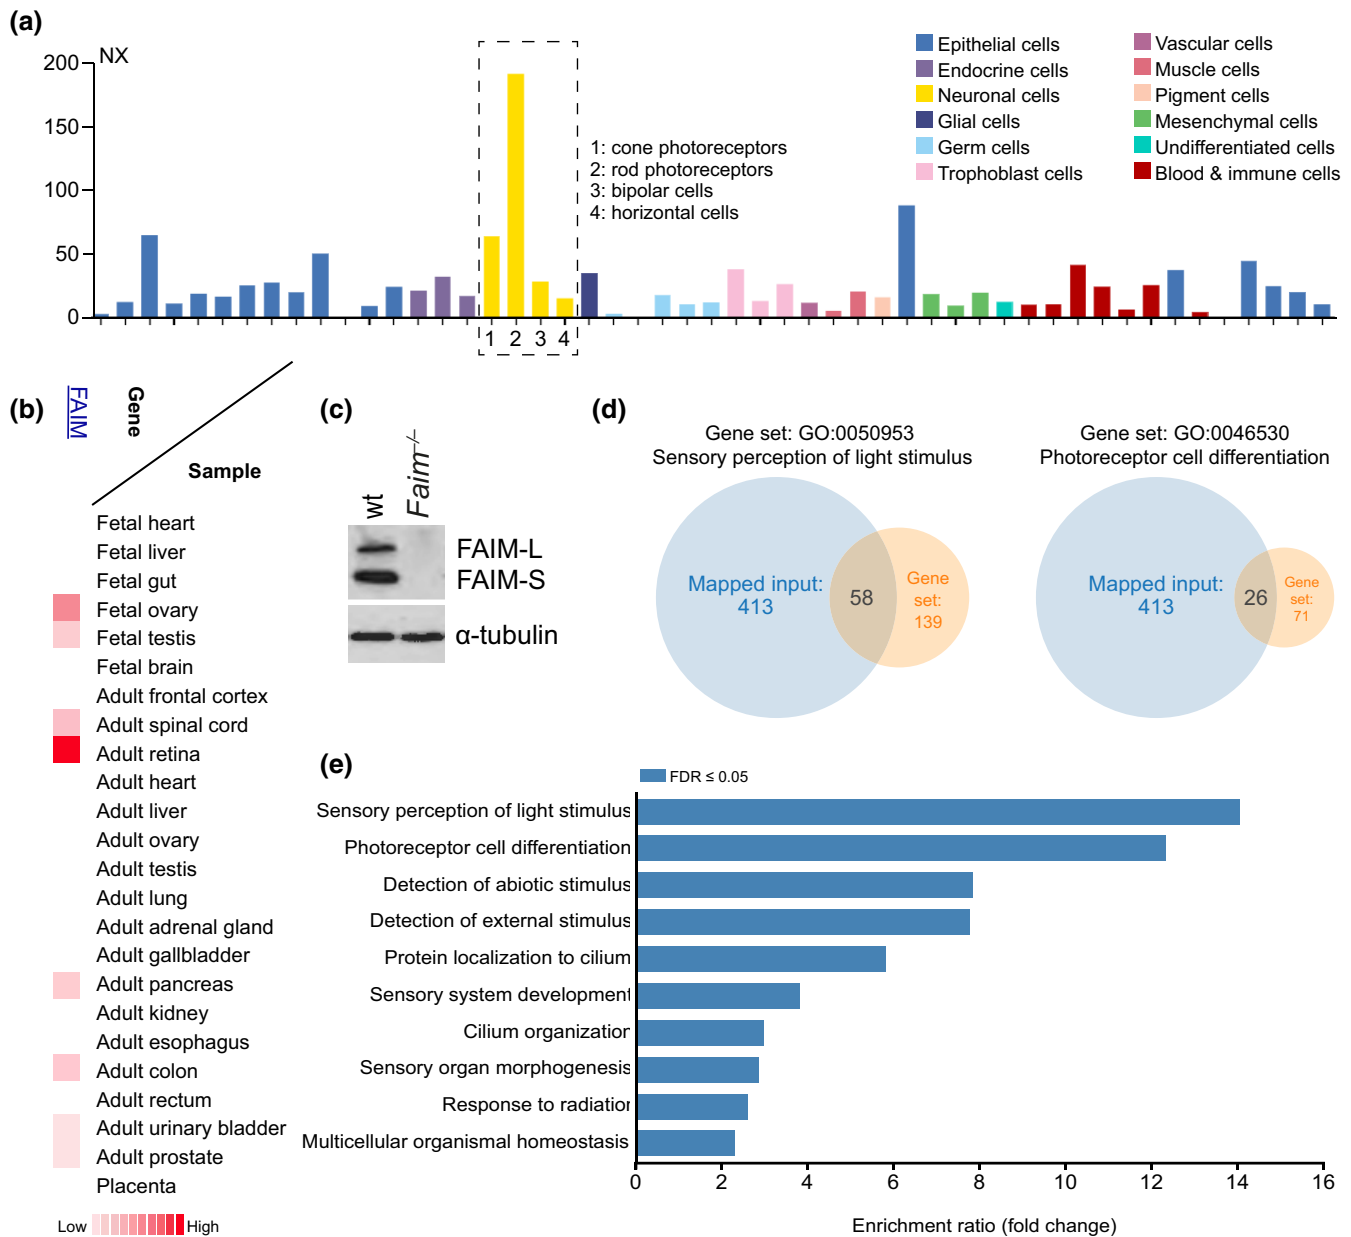 (a)
NX
200
150
100
50
0
1 2 3 4
1: cone photoreceptors
2: rod photoreceptors
3: bipolar cells
4: horizontal cells
Epithelial cells
Endocrine cells
Neuronal cells
Glial cells
Germ cells
Trophoblast cells
Vascular cells
Muscle cells
Pigment cells
Mesenchymal cells
Undifferentiated cells
Blood & immune cells
(b)
FAIM
Gene
Sample
Fetal heart
Fetal liver
Fetal gut
Fetal ovary
Fetal testis
Fetal brain
Adult frontal cortex
Adult spinal cord
Adult retina
Adult heart
Adult liver
Adult ovary
Adult testis
Adult lung
Adult adrenal gland
Adult gallbladder
Adult pancreas
Adult kidney
Adult esophagus
Adult colon
Adult rectum
Adult urinary bladder
Adult prostate
Placenta
Low High
(c)
wt
Faim⁻/⁻
FAIM-L
FAIM-S
α-tubulin
(d)
Gene set: GO:0050953
Sensory perception of light stimulus
Mapped input:
413
58
Gene
set:
139
Gene set: GO:0046530
Photoreceptor cell differentiation
Mapped input:
413
26
Gene
set:
71
(e)
FDR ≤ 0.05
Sensory perception of light stimulus
Photoreceptor cell differentiation
Detection of abiotic stimulus
Detection of external stimulus
Protein localization to cilium
Sensory system development
Cilium organization
Sensory organ morphogenesis
Response to radiation
Multicellular organismal homeostasis
0 2 4 6 8 10 12 14 16
Enrichment ratio (fold change)